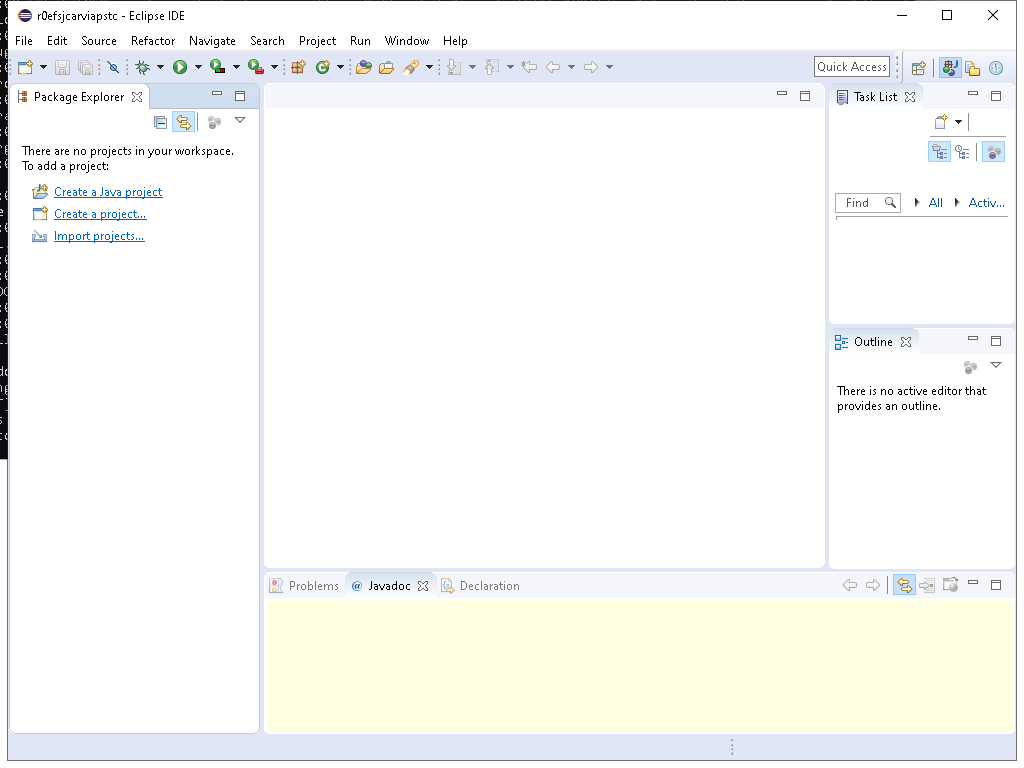 r0efsjcarviapstc - Eclipse IDE
File Edit Source Refactor Navigate Search Project Run Window Help
Quick Access
Package Explorer
There are no projects in your workspace.
To add a project:
Create a Java project
Create a project...
Import projects...
Task List
Find All Activ...
Outline
There is no active editor that
provides an outline.
Problems @ Javadoc Declaration